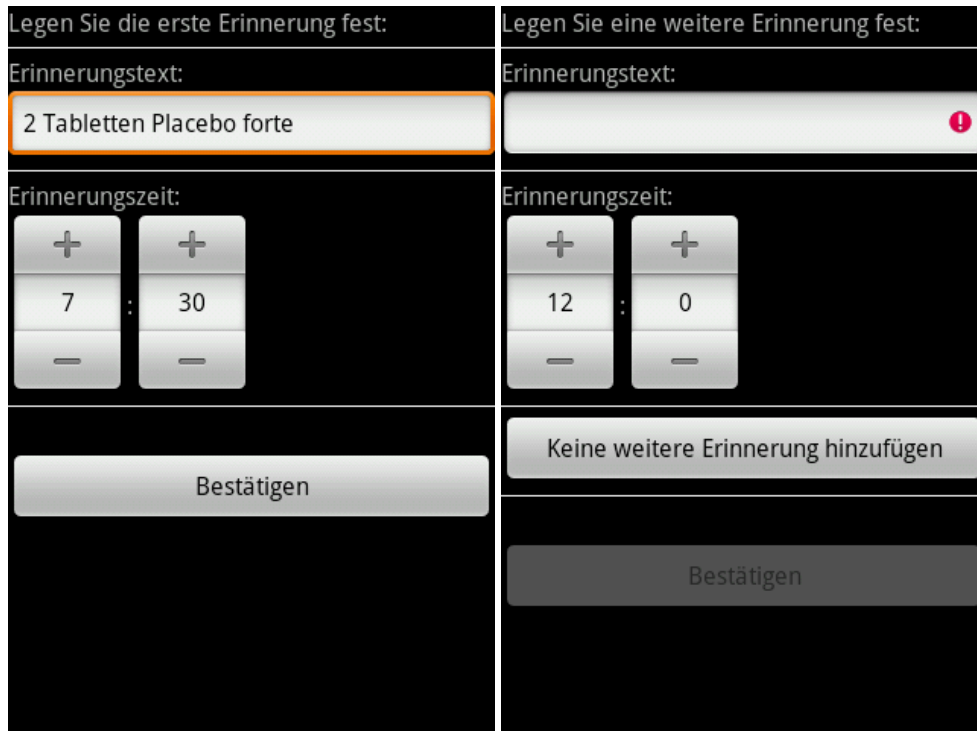 Legen Sie die erste Erinnerung fest:
Erinnerungstext:
2 Tabletten Placebo forte
Erinnerungszeit:
7 : 30
Bestätigen
Legen Sie eine weitere Erinnerung fest:
Erinnerungstext:
Erinnerungszeit:
12 : 0
Keine weitere Erinnerung hinzufügen
Bestätigen